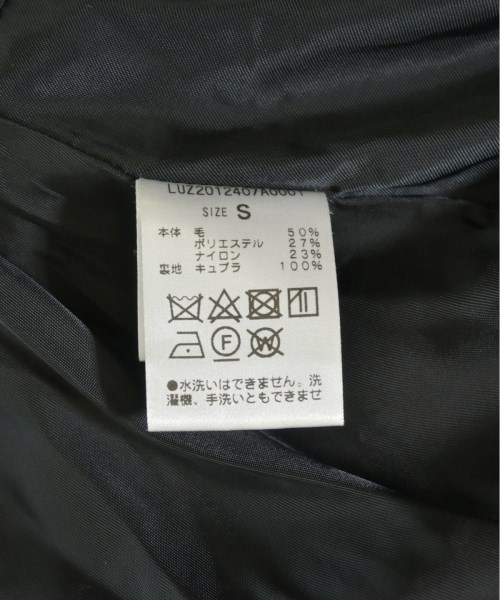 LUZ2012407A0001
SIZE S
本体 毛 50%
ポリエステル 27%
ナイロン 23%
裏地 キュプラ 100%
F W
●水洗いはできません。洗
濯機、手洗いともできませ